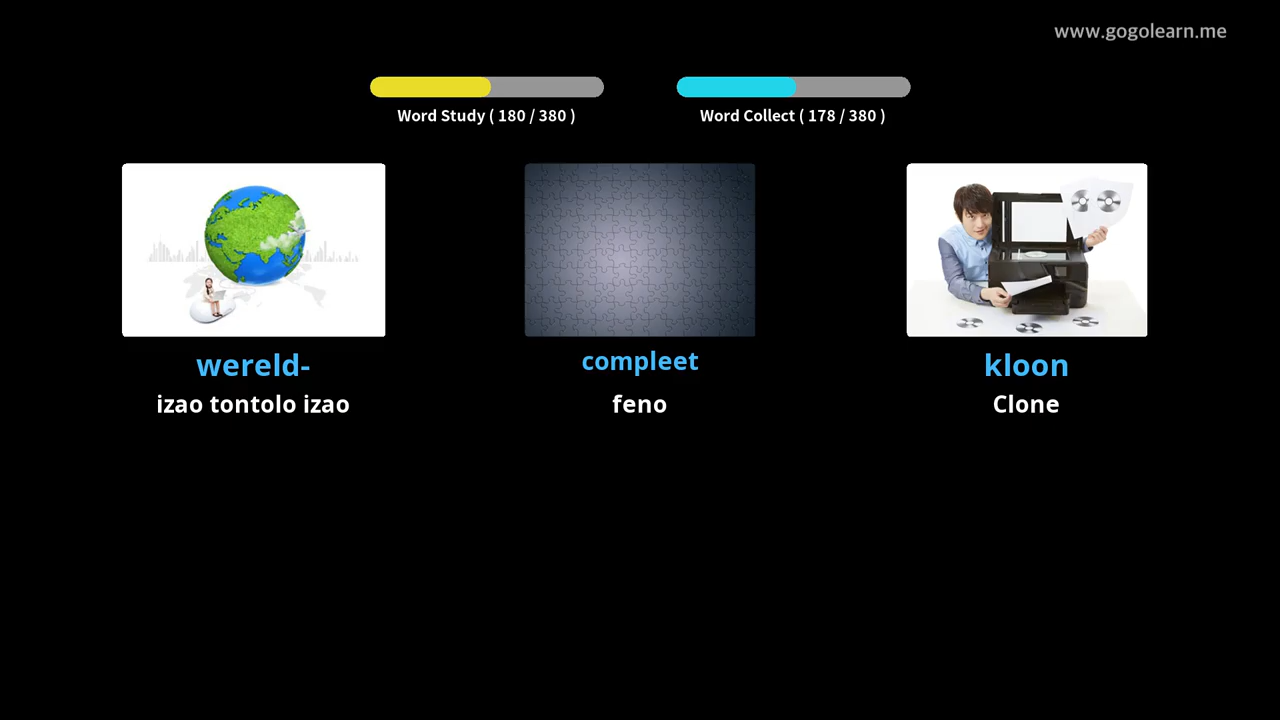 www.gogolearn.me
Word Study ( 180 / 380 )
Word Collect ( 178 / 380 )
wereld-
izao tontolo izao
compleet
feno
kloon
Clone